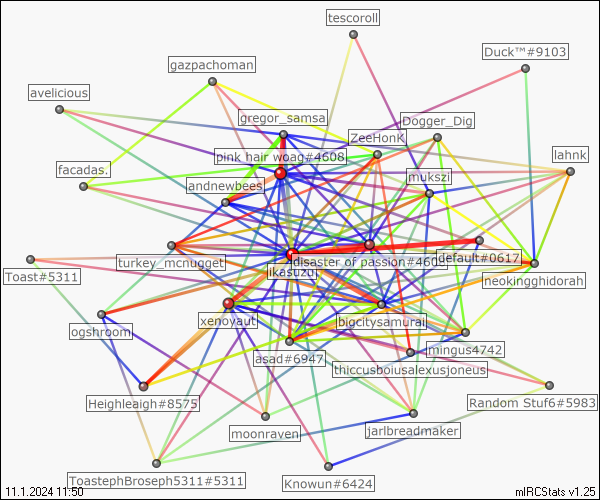 tescoroll
Duck™#9103
gazpachoman
avelicious
gregor_samsa
Dogger_Dig
ZeeHonk
pink hair woag#4608
lahnk
facadas.
mukszi
andnewbees
turkey_mcnugget
disaster of passion#460
default#0617
ikasuzu
Toast#5311
neokingghidorah
xenoyaut
bigcitysamurai
ogshroom
mingus4742
asad#6947
thiccusboiusalexusjoneus
Heighleaigh#8575
Random Stuf6#5983
moonraven
jarlbreadmaker
ToastephBroseph5311#5311
Knowun#6424
11.1.2024 11:50
mIRCStats v1.25